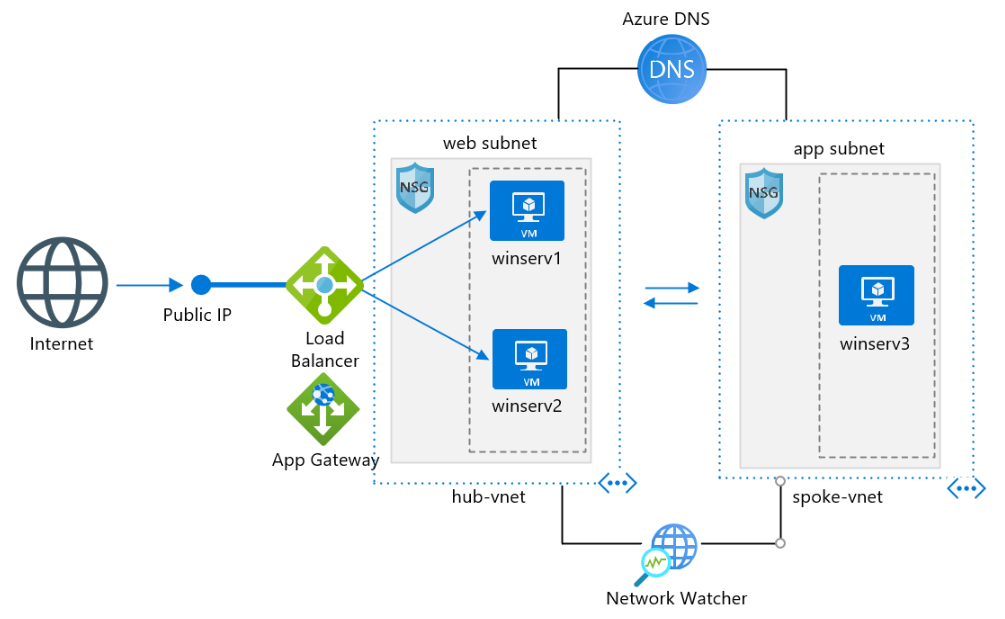 Azure DNS
DNS
web subnet
app subnet
NSG
NSG
VM
winserv1
VM
winserv3
Public IP
Internet
Load
Balancer
VM
winserv2
App Gateway
hub-vnet
spoke-vnet
Network Watcher